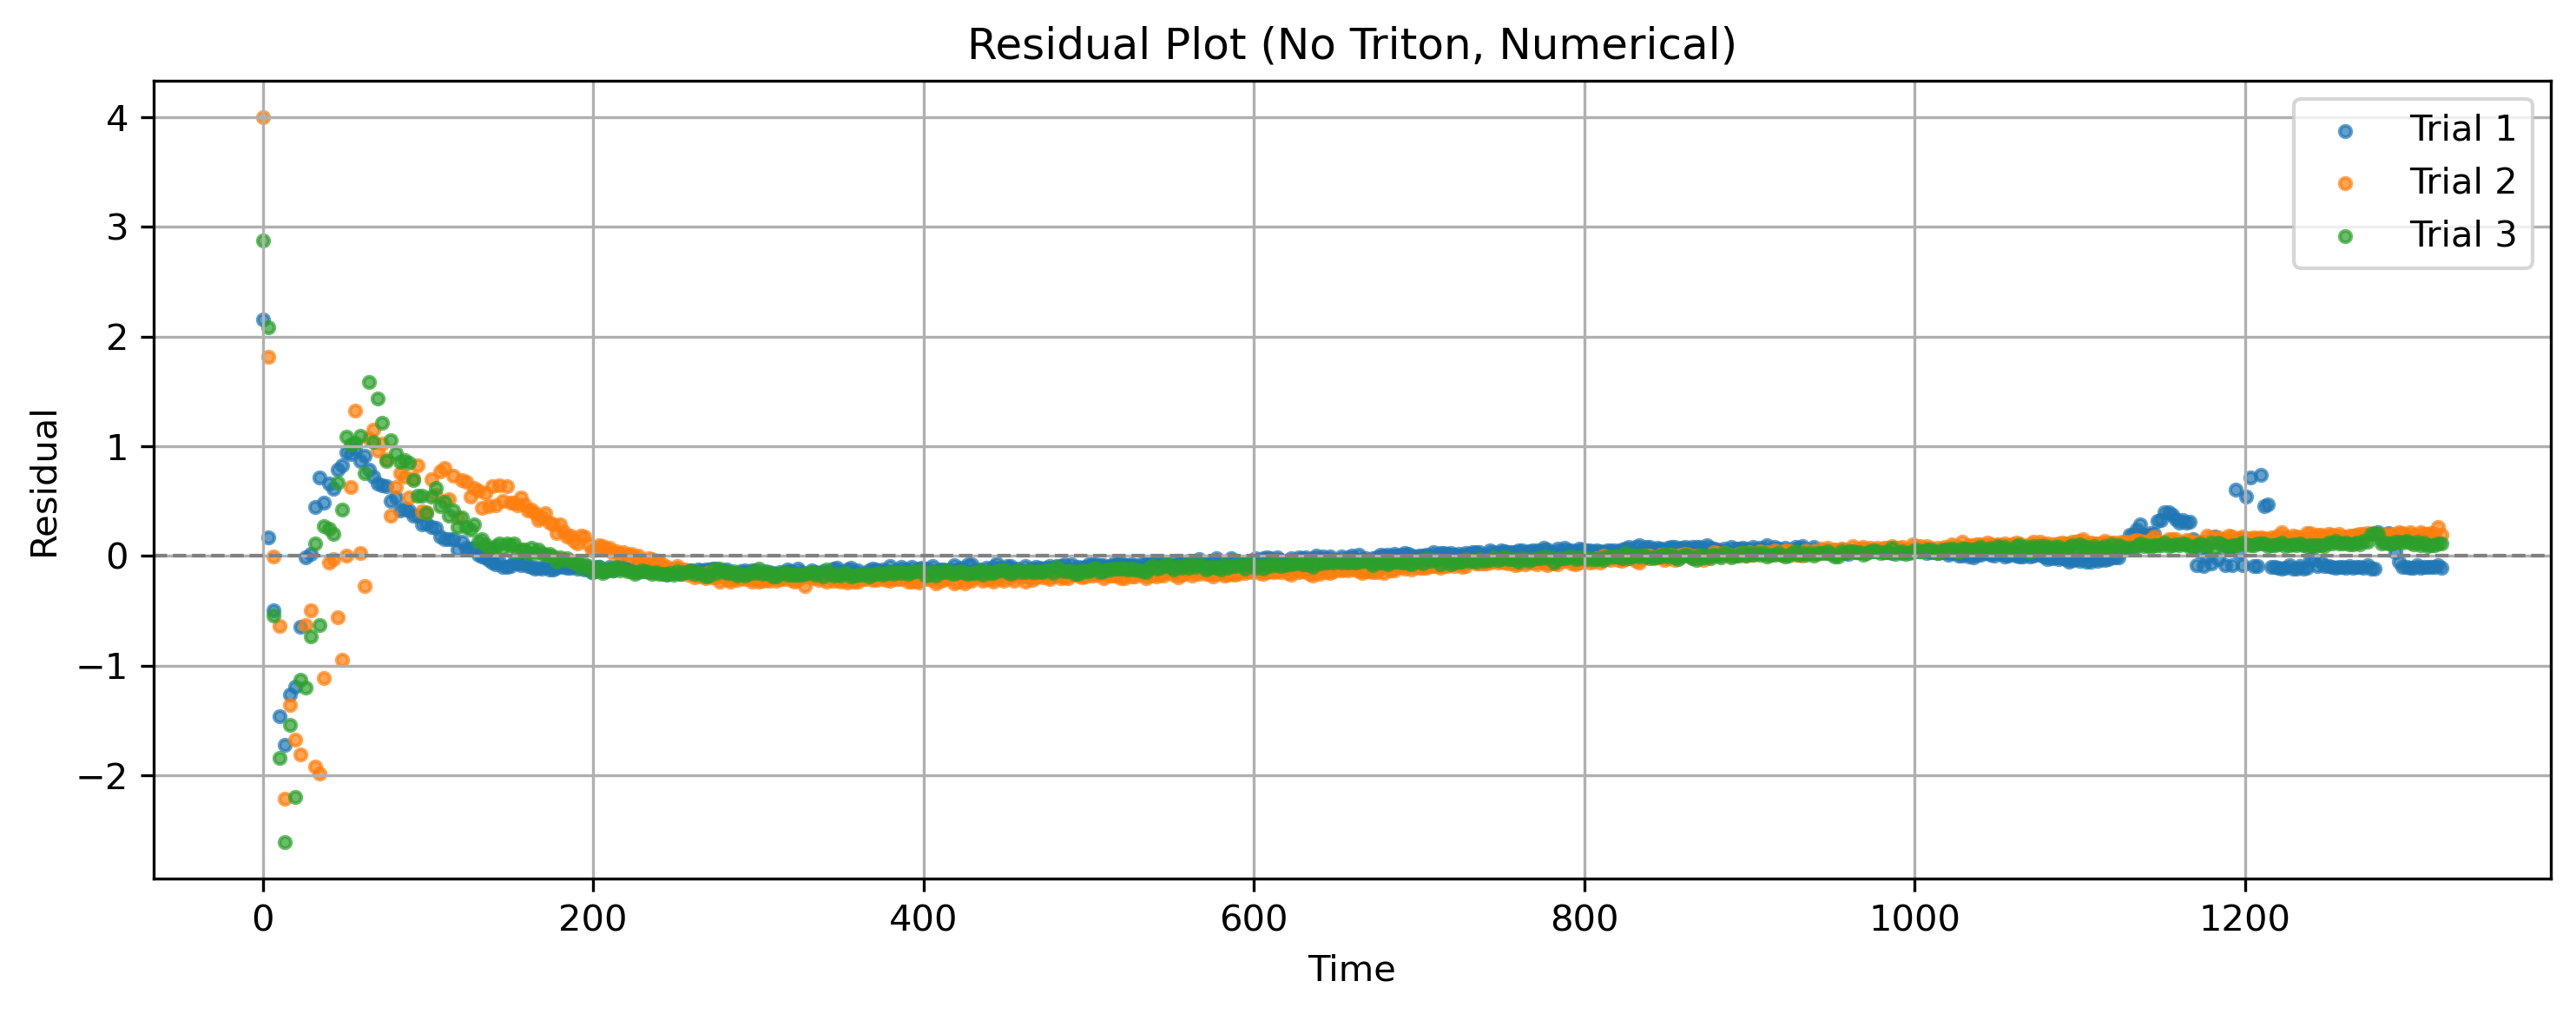 Residual Plot (No Triton, Numerical)
Trial 1
Trial 2
Trial 3
4
3
2
1
0
−1
−2
Residual
0 200 400 600 800 1000 1200
Time